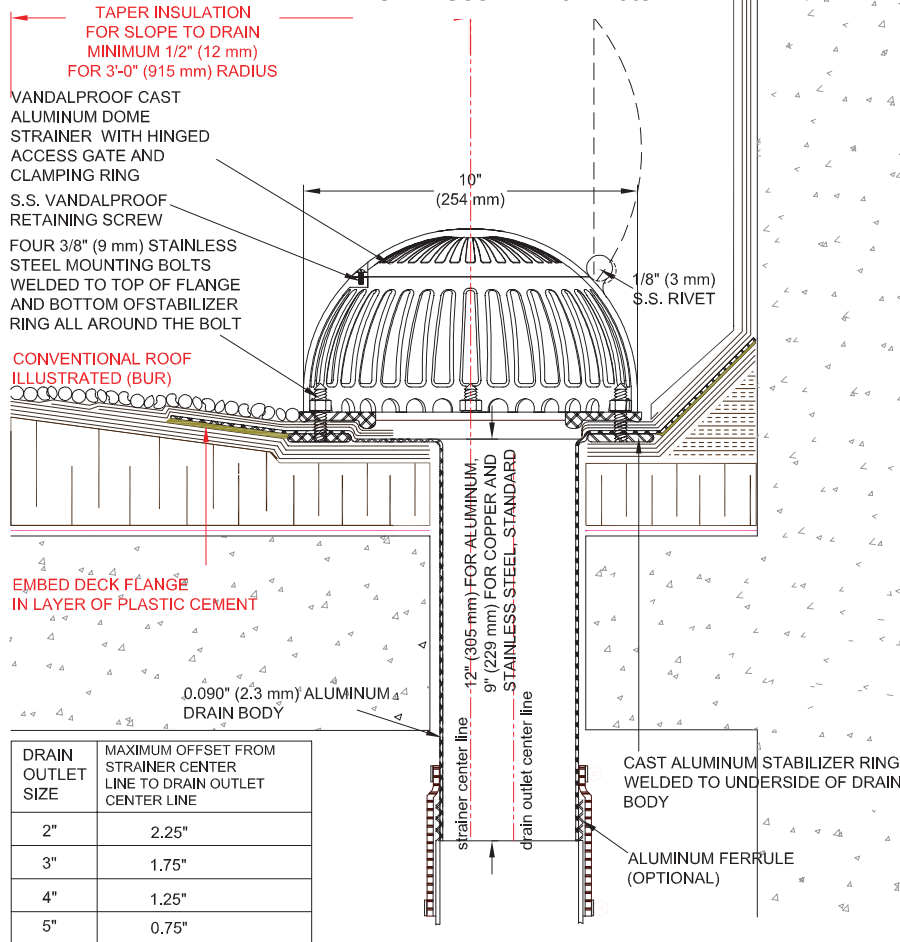 TAPER INSULATION
FOR SLOPE TO DRAIN
MINIMUM 1/2" (12 mm)
FOR 3'-0" (915 mm) RADIUS
VANDALPROOF CAST
ALUMINUM DOME
STRAINER WITH HINGED
ACCESS GATE AND
CLAMPING RING
S.S. VANDALPROOF
RETAINING SCREW
FOUR 3/8" (9 mm) STAINLESS
STEEL MOUNTING BOLTS
WELDED TO TOP OF FLANGE
AND BOTTOM OFSTABILIZER
RING ALL AROUND THE BOLT
CONVENTIONAL ROOF
ILLUSTRATED (BUR)
10"
(254 mm)
1/8" (3 mm)
S.S. RIVET
12" (305 mm) FOR ALUMINUM,
9" (229 mm) FOR COPPER AND
STAINLESS STEEL, STANDARD
EMBED DECK FLANGE
IN LAYER OF PLASTIC CEMENT
0.090" (2.3 mm) ALUMINUM
DRAIN BODY
strainer center line
drain outlet center line
CAST ALUMINUM STABILIZER RING
WELDED TO UNDERSIDE OF DRAIN
BODY
ALUMINUM FERRULE
(OPTIONAL)
DRAIN
OUTLET
SIZE
MAXIMUM OFFSET FROM
STRAINER CENTER
LINE TO DRAIN OUTLET
CENTER LINE
2" 2.25"
3" 1.75"
4" 1.25"
5" 0.75"